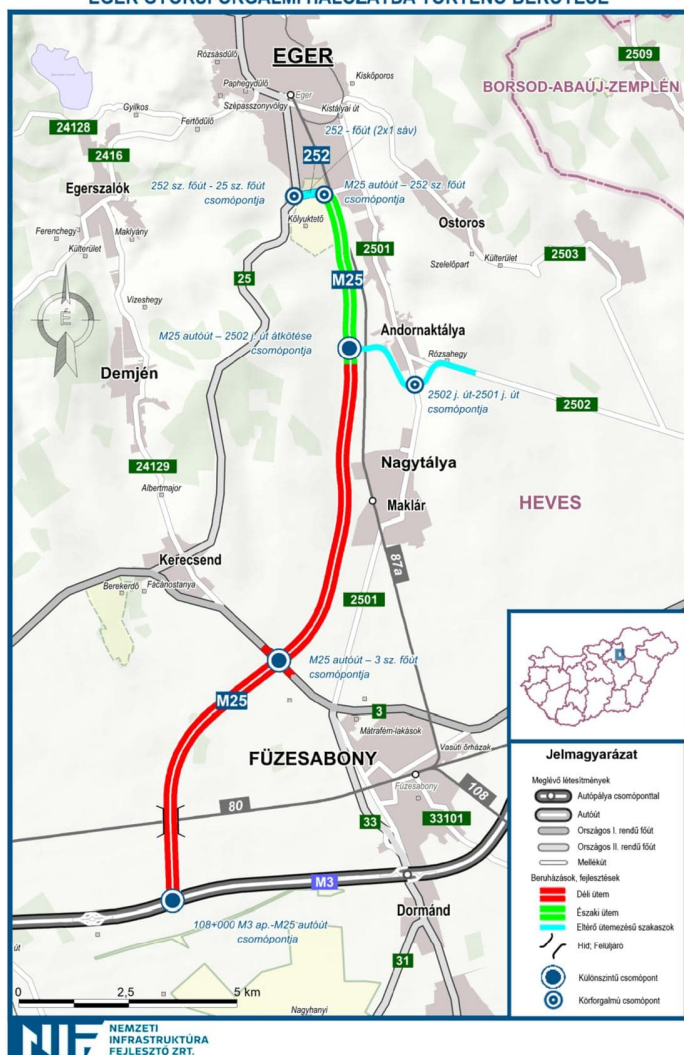 EGER GYORSFORGALMI HÁLÓZATBA TÖRTÉNŐ BEKÖTÉSE
EGER
Rózsásdűlő
Paphegydűlő
Szépasszonyvölgy
Eger
Kiskőporos
Kistályai út
2509
BORSOD-ABAÚJ-ZEMPLÉN
Gyilkos
Fertődűlő
24128
2416
252 - főút (2x1 sáv)
252
Egerszalók
252 sz. főút - 25 sz. főút
csomópontja
M25 autóút – 252 sz. főút
csomópontja
Ostoros
Kölyuktető
Ferenchegy
Maklány
Külterület
2501
Szelelőpart
Külterület
2503
25
M25
Vizeshegy
M25 autóút – 2502 j. út átkötése
csomópontja
Andornaktálya
Rózsahegy
Demjén
2502 j. út-2501 j. út
csomópontja
2502
24129
Nagytálya
Albertmajor
Maklár
HEVES
Kerecsend
87a
Berekerdő
Fácánostanya
2501
M25 autóút – 3 sz. főút
csomópontja
M25
3
Mátrafém-lakások
Vasúti őrházak
FÜZESABONY
Füzesabony
80
108
33
33101
M3
Dormánd
108+000 M3 ap.-M25 autóút
csomópontja
31
út
0
2,5
5 km
Nagyhanyi
Jelmagyarázat
Meglévő létesítmények
Autópálya csomóponttal
Autóút
Országos I. rendű főút
Országos II. rendű főút
Mellékút
Beruházások, fejlesztések
Déli ütem
Északi ütem
Eltérő ütemezésű szakaszok
Híd; Felüljáró
Különszintű csomópont
Körforgalmú csomópont
NIF
NEMZETI
INFRASTRUKTÚRA
FEJLESZTŐ ZRT.